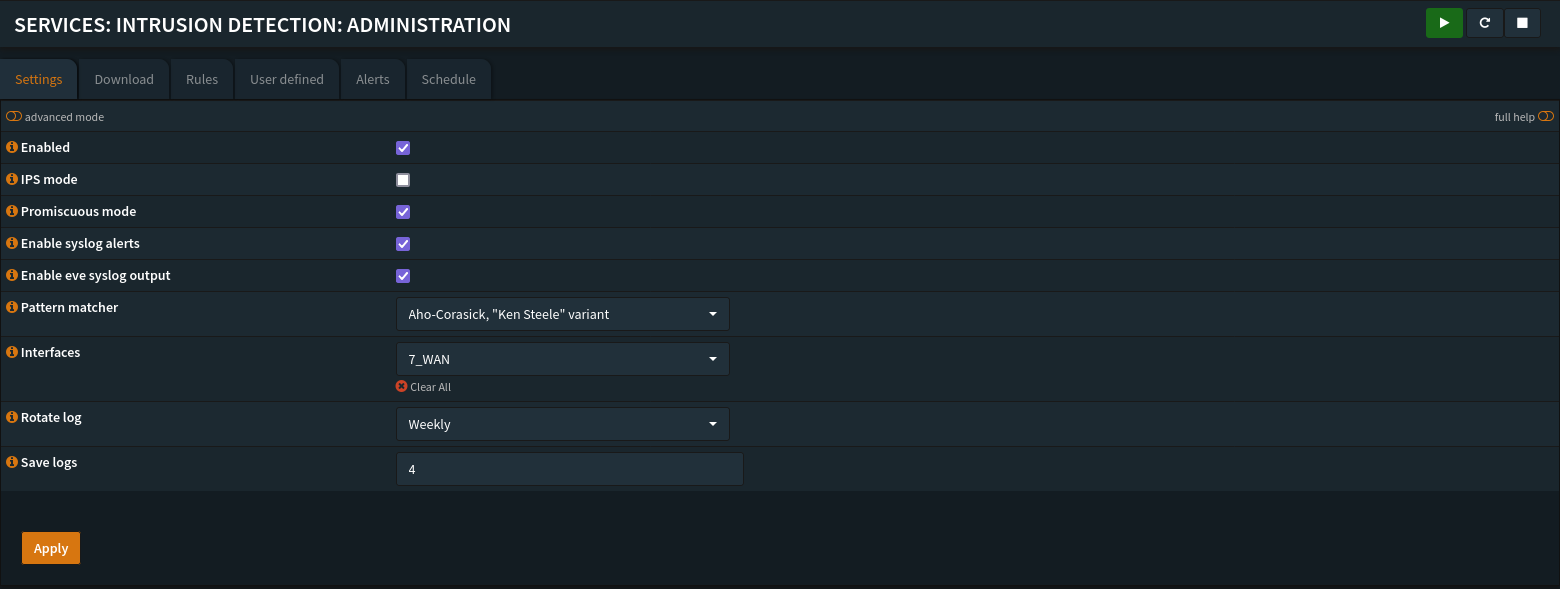 SERVICES: INTRUSION DETECTION: ADMINISTRATION
Settings Download Rules User defined Alerts Schedule
advanced mode full help
Enabled
IPS mode
Promiscuous mode
Enable syslog alerts
Enable eve syslog output
Pattern matcher Aho-Corasick, "Ken Steele" variant
Interfaces 7_WAN
Clear All
Rotate log Weekly
Save logs 4
Apply